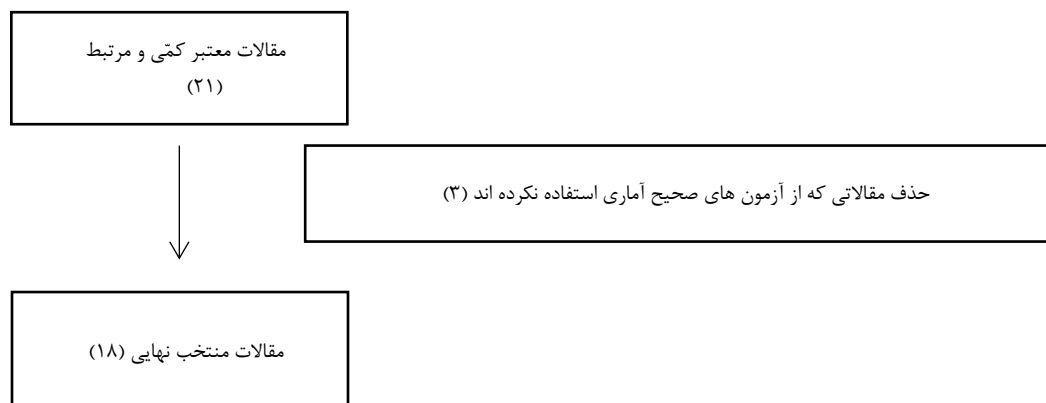 مقالات معتبر کمّی و مرتبط
(۲۱)
حذف مقالاتی که از آزمون های صحیح آماری استفاده نکرده اند (۳)
مقالات منتخب نهایی (۱۸)